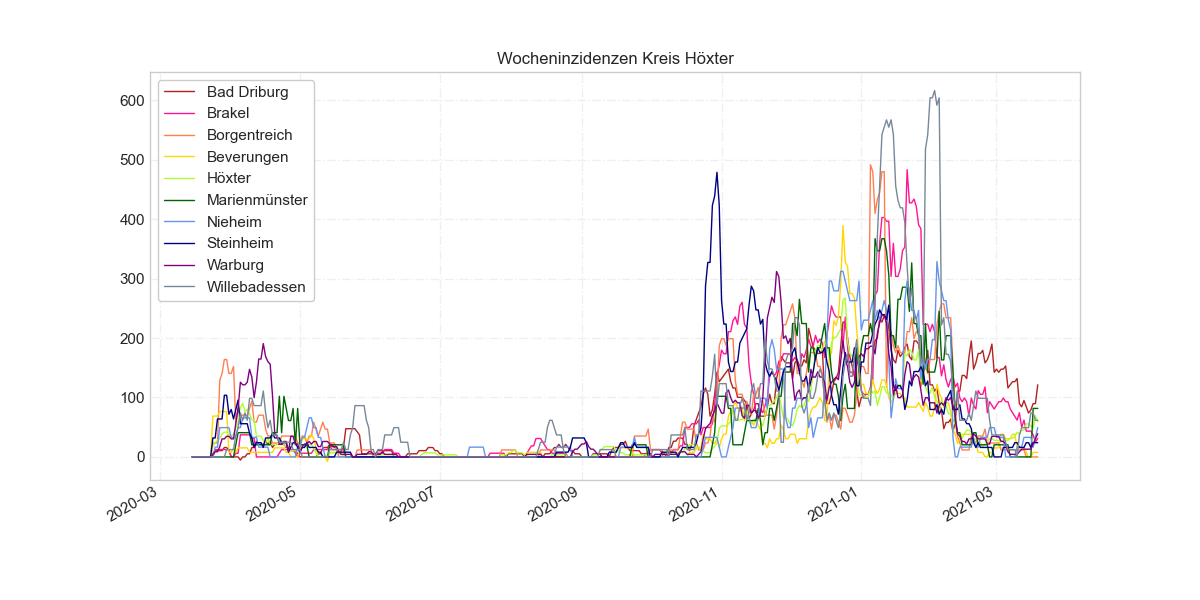 Wocheninzidenzen Kreis Höxter
600
500
400
300
200
100
0
Bad Driburg
Brakel
Borgentreich
Beverungen
Höxter
Marienmünster
Nieheim
Steinheim
Warburg
Willebadessen
2020-03
2020-05
2020-07
2020-09
2020-11
2021-01
2021-03